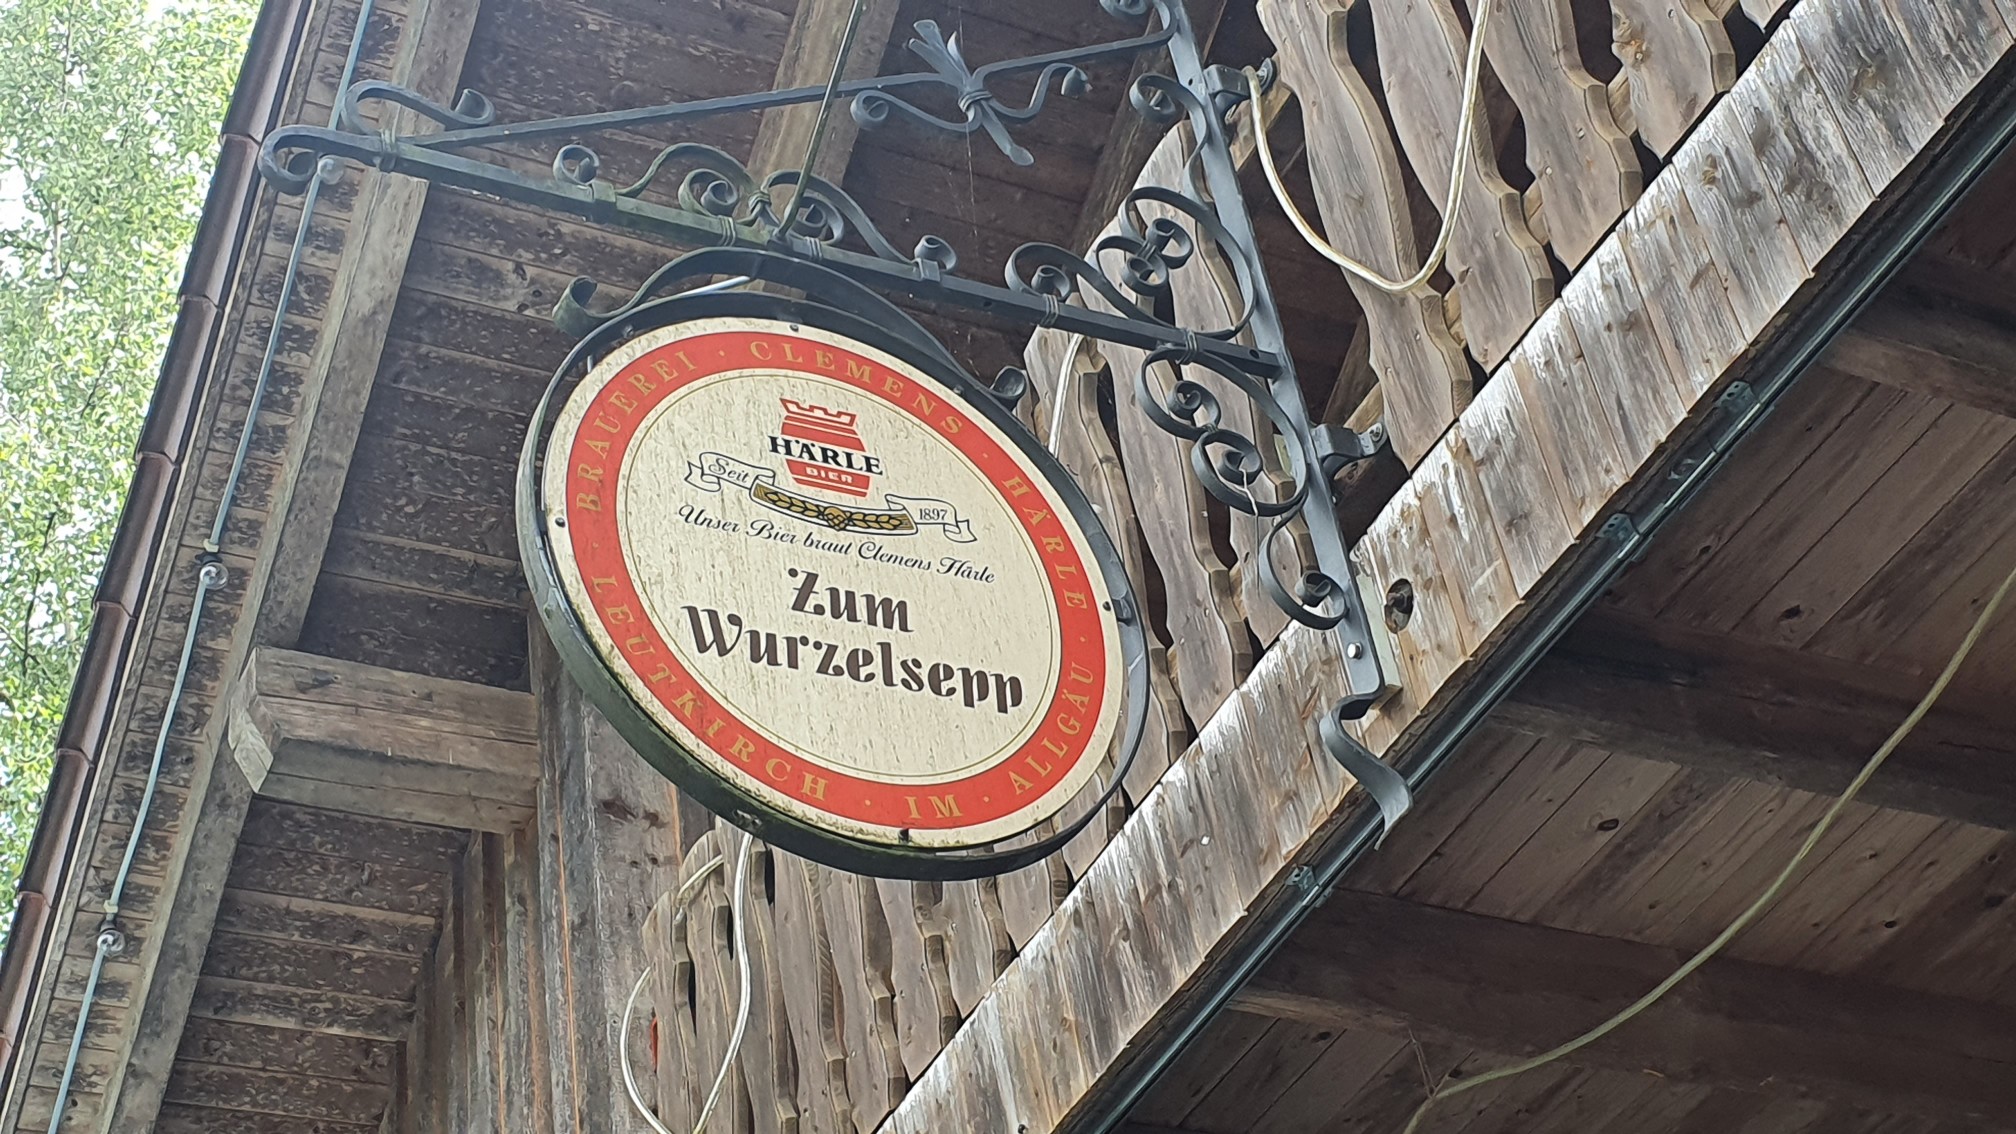 BRAUEREI · CLEMENS · HÄRLE ·
LEUTKIRCH · IM · ALLGÄU ·
HÄRLE
BIER
Seit 1897
Unser Bier braut Clemens Härle
Zum
Wurzelsepp